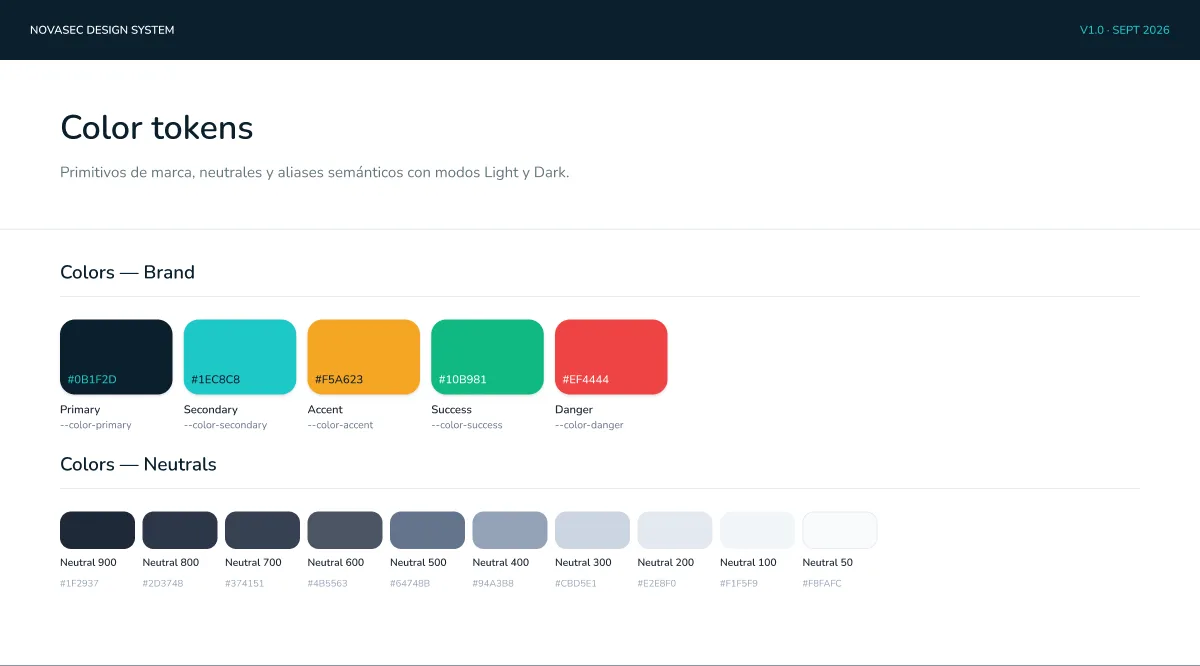 NOVASEC DESIGN SYSTEM
V1.0 · SEPT 2026
Color tokens
Primitivos de marca, neutrales y aliases semánticos con modos Light y Dark.
Colors — Brand
#0B1F2D #1EC8C8 #F5A623 #10B981 #EF4444
Primary Secondary Accent Success Danger
--color-primary --color-secondary --color-accent --color-success --color-danger
Colors — Neutrals
Neutral 900 Neutral 800 Neutral 700 Neutral 600 Neutral 500 Neutral 400 Neutral 300 Neutral 200 Neutral 100 Neutral 50
#1F2937 #2D3748 #374151 #4B5563 #64748B #94A3B8 #CBD5E1 #E2E8F0 #F1F5F9 #F8FAFC